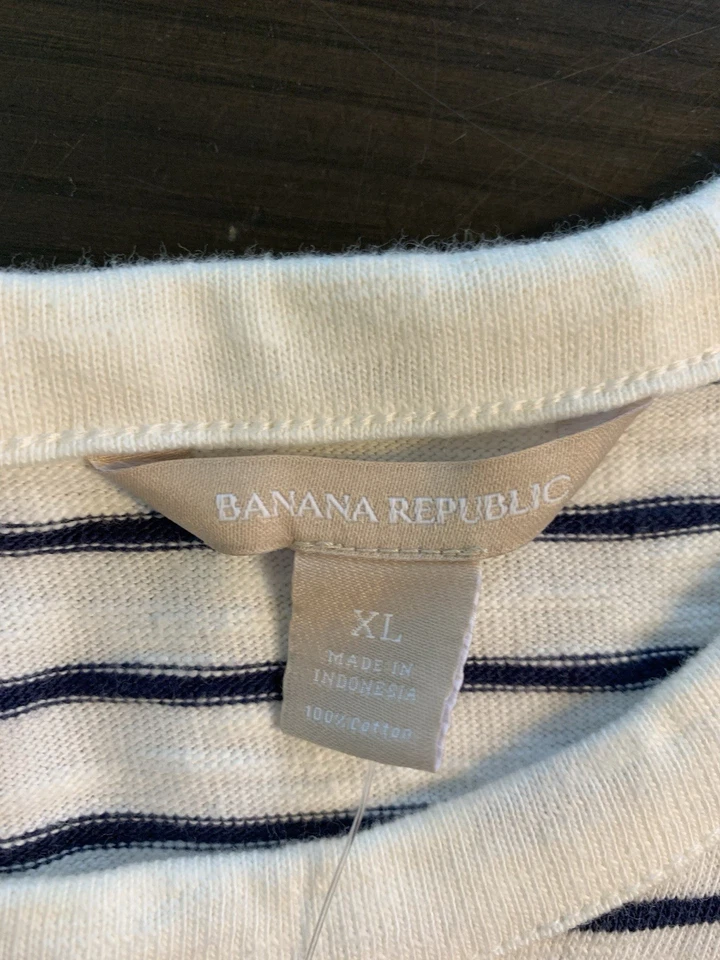 BANANA REPUBLIC
XL
MADE IN
INDONESIA
100% Cotton